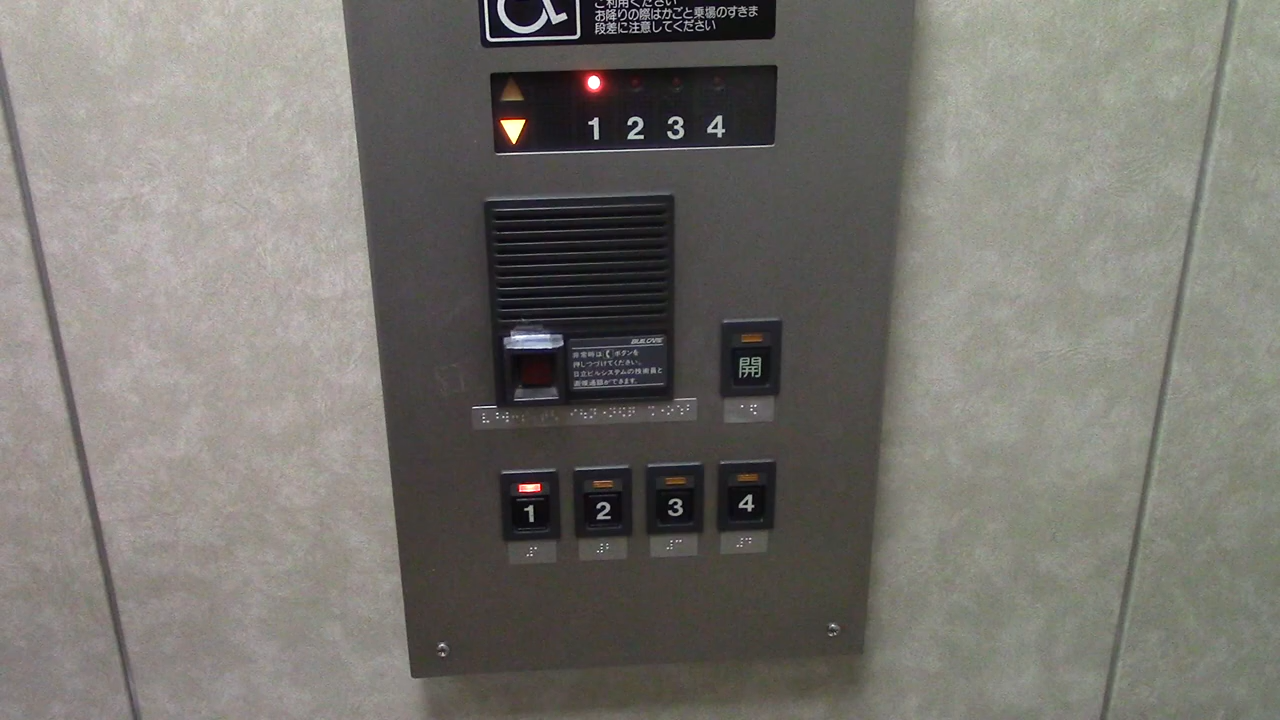 ご利用ください
お降りの際はかごと乗場のすきま
段差に注意してください
1 2 3 4
BUILCARE
非常時は ボタンを
押しつづけてください。
日立ビルシステムの技術員と
直接通話ができます。
開
1 2 3 4